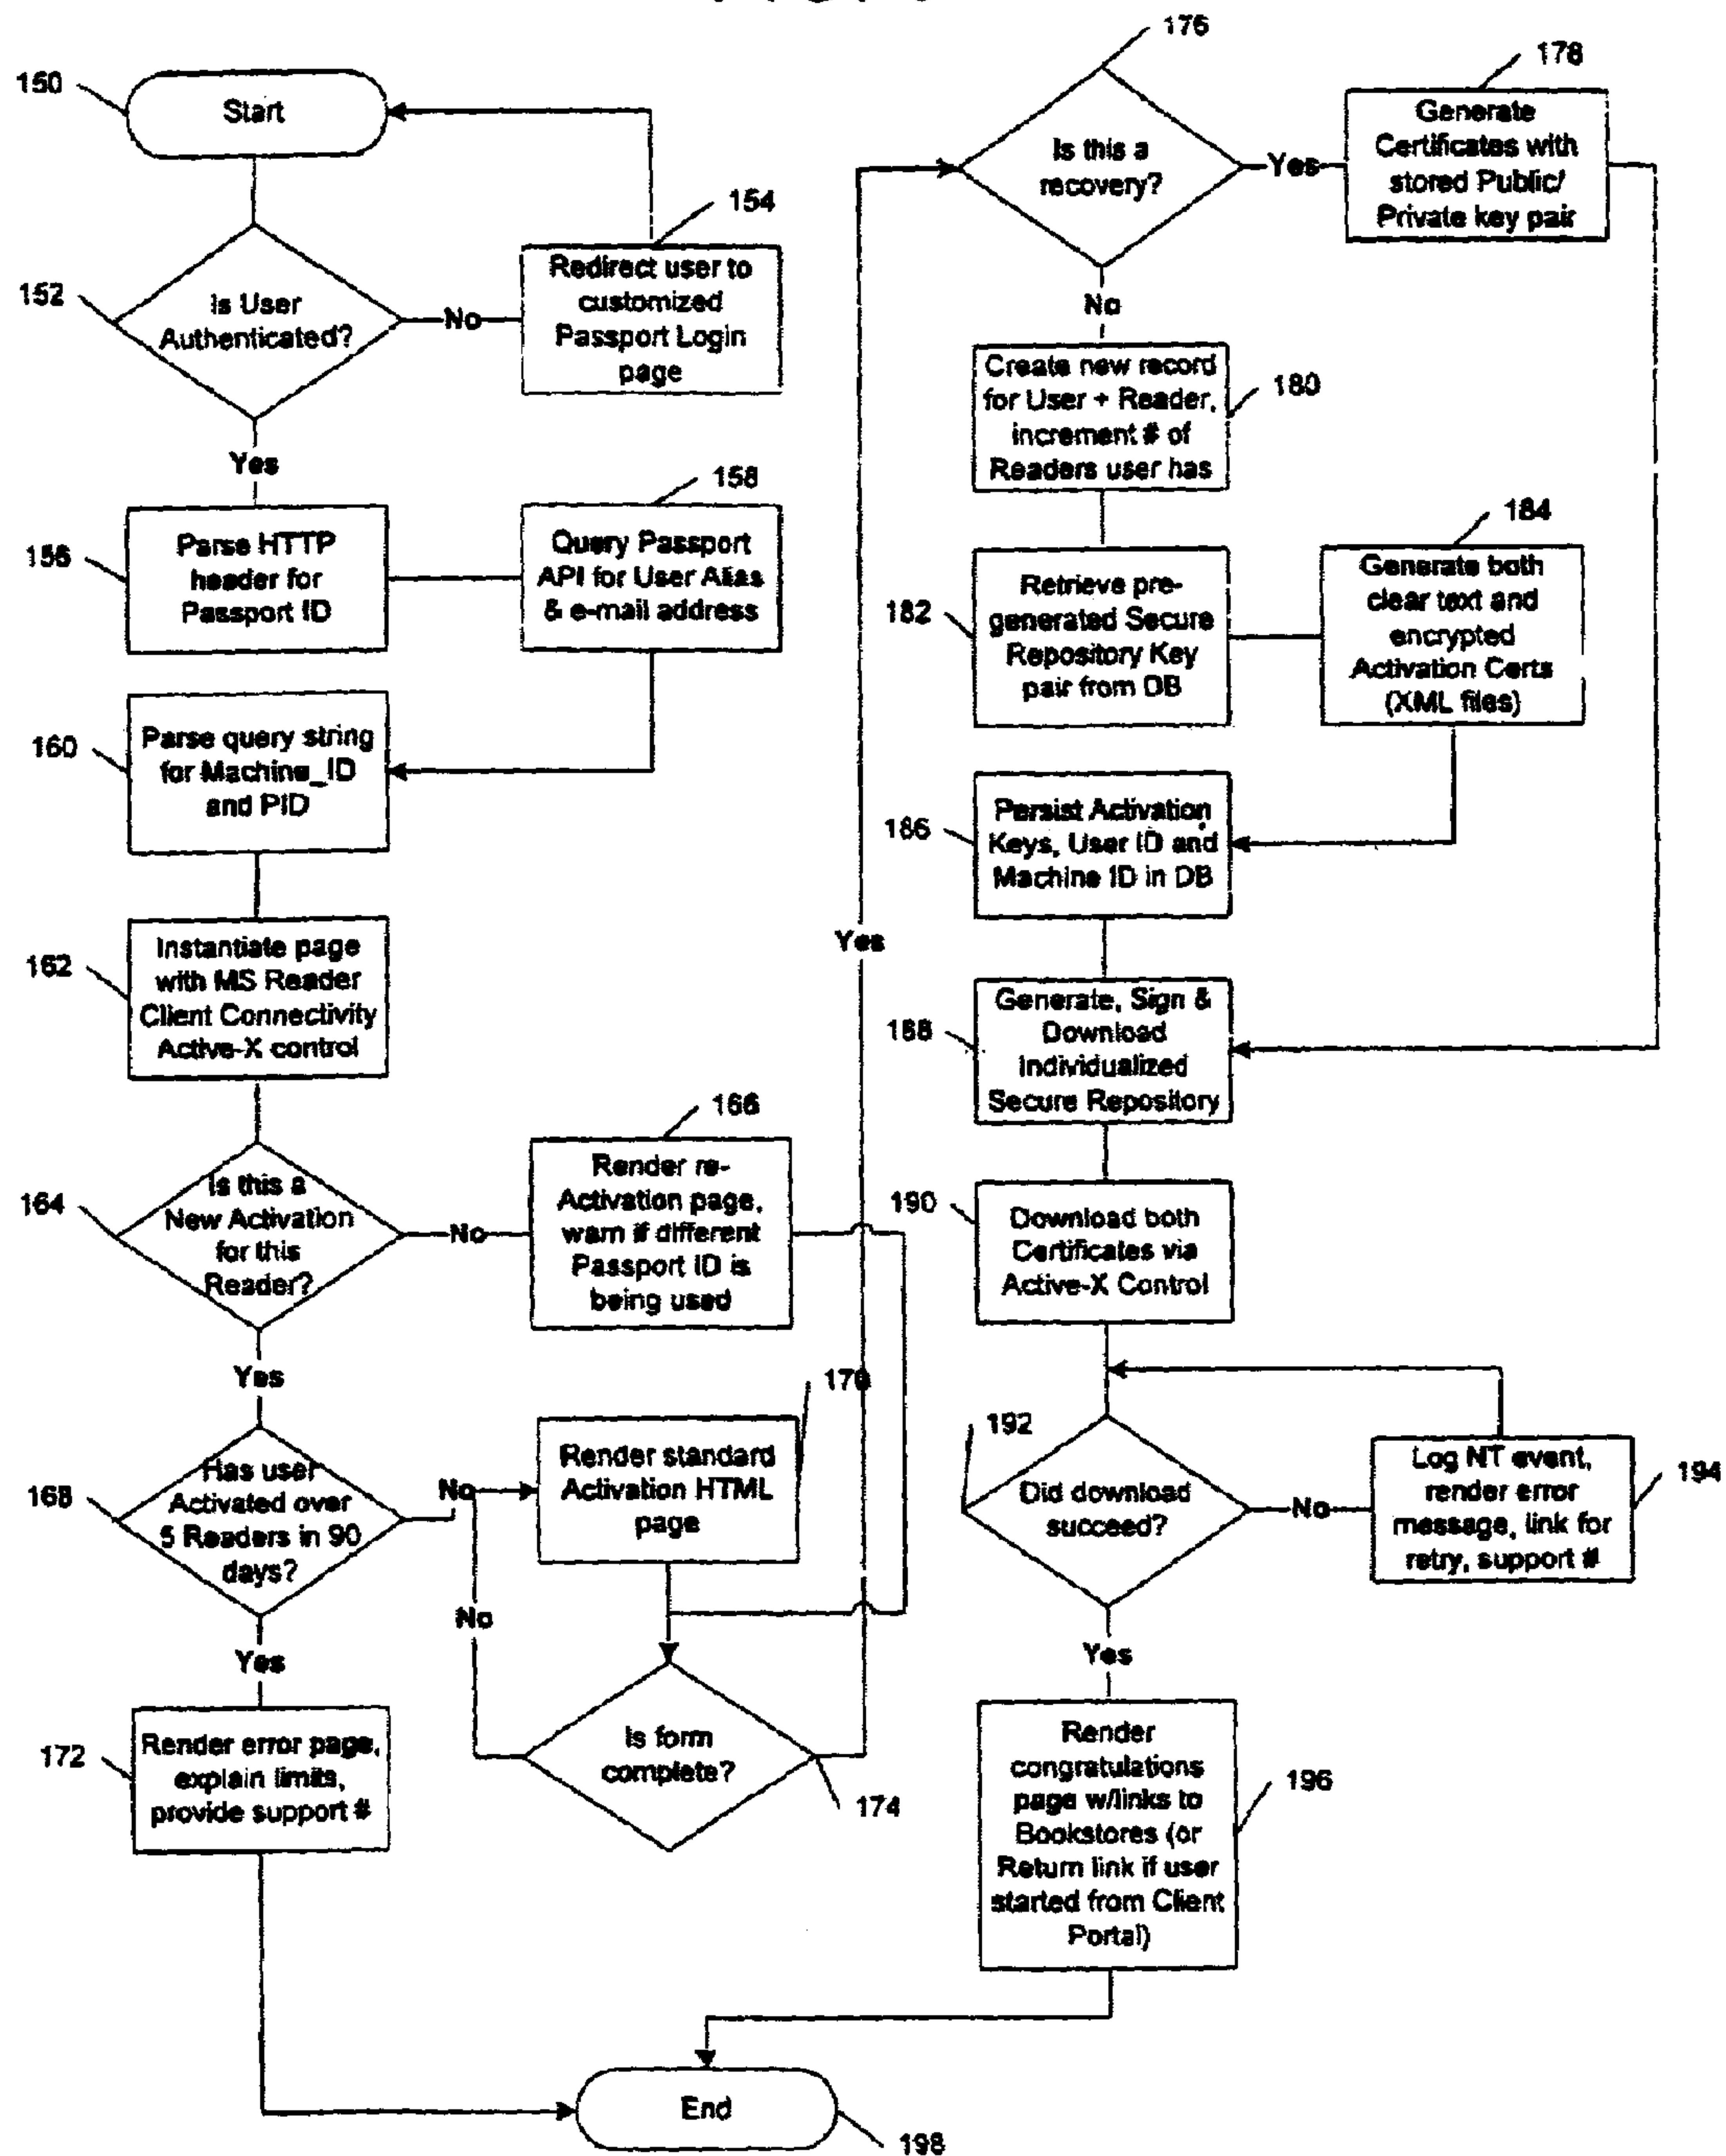 150
Start
154
Redirect user to
customized
Passport Login
page
152
Is User
Authenticated?
No
Yes
158
156
Parse HTTP
header for
Passport ID
Query Passport
API for User Alias
& e-mail address
160
Parse query string
for Machine_ID
and PID
162
Instantiate page
with MS Reader
Client Connectivity
Active-X control
166
164
Is this a
New Activation
for this
Reader?
No
Render re-
Activation page,
warn if different
Passport ID is
being used
Yes
170
168
Has user
Activated over
5 Readers in 90
days?
No
Render standard
Activation HTML
page
No
Yes
172
Render error page,
explain limits,
provide support #
Is form
complete?
174
Yes
176
Is this a
recovery?
Yes
178
Generate
Certificates with
stored Public/
Private key pair
No
Create new record
for User + Reader,
increment # of
Readers user has
180
184
182
Retrieve pre-
generated Secure
Repository Key
pair from DB
Generate both
clear text and
encrypted
Activation Certs
(XML files)
186
Persist Activation
Keys, User ID and
Machine ID in DB
188
Generate, Sign &
Download
Individualized
Secure Repository
190
Download both
Certificates via
Active-X Control
192
Did download
succeed?
No
Log NT event,
render error
message, link for
retry, support #
194
Yes
Render
congratulations
page w/links to
Bookstores (or
Return link if user
started from Client
Portal)
196
End
198